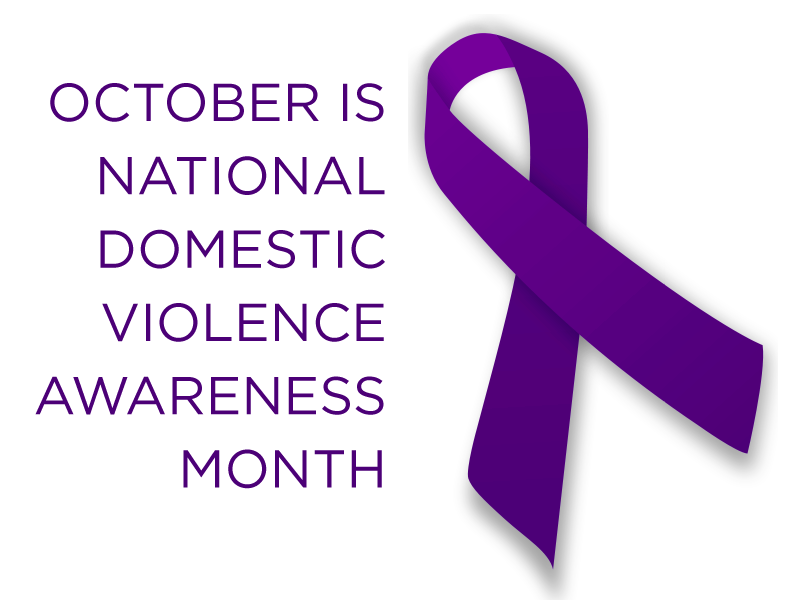 OCTOBER IS
NATIONAL
DOMESTIC
VIOLENCE
AWARENESS
MONTH